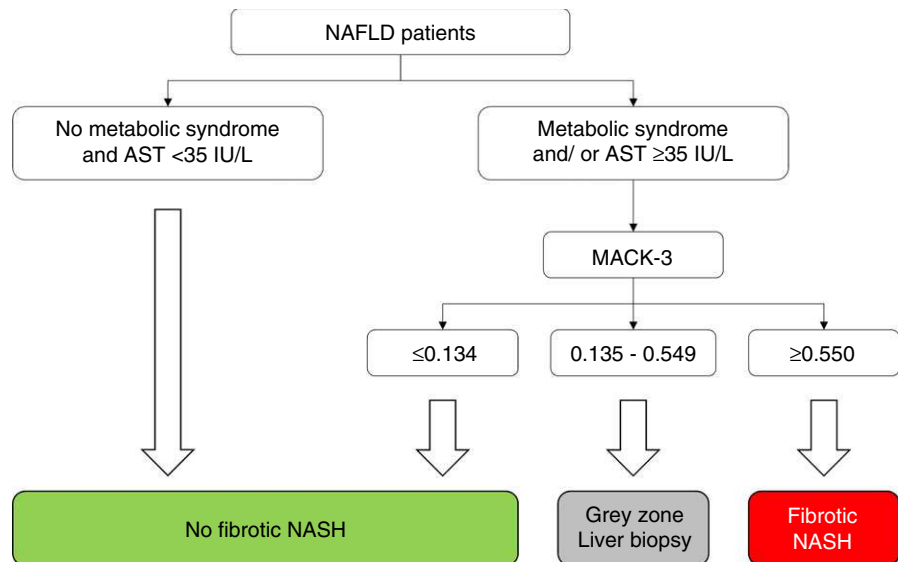 NAFLD patients
No metabolic syndrome
and AST <35 IU/L
Metabolic syndrome
and/ or AST ≥35 IU/L
MACK-3
≤0.134
0.135 - 0.549
≥0.550
No fibrotic NASH
Grey zone
Liver biopsy
Fibrotic
NASH